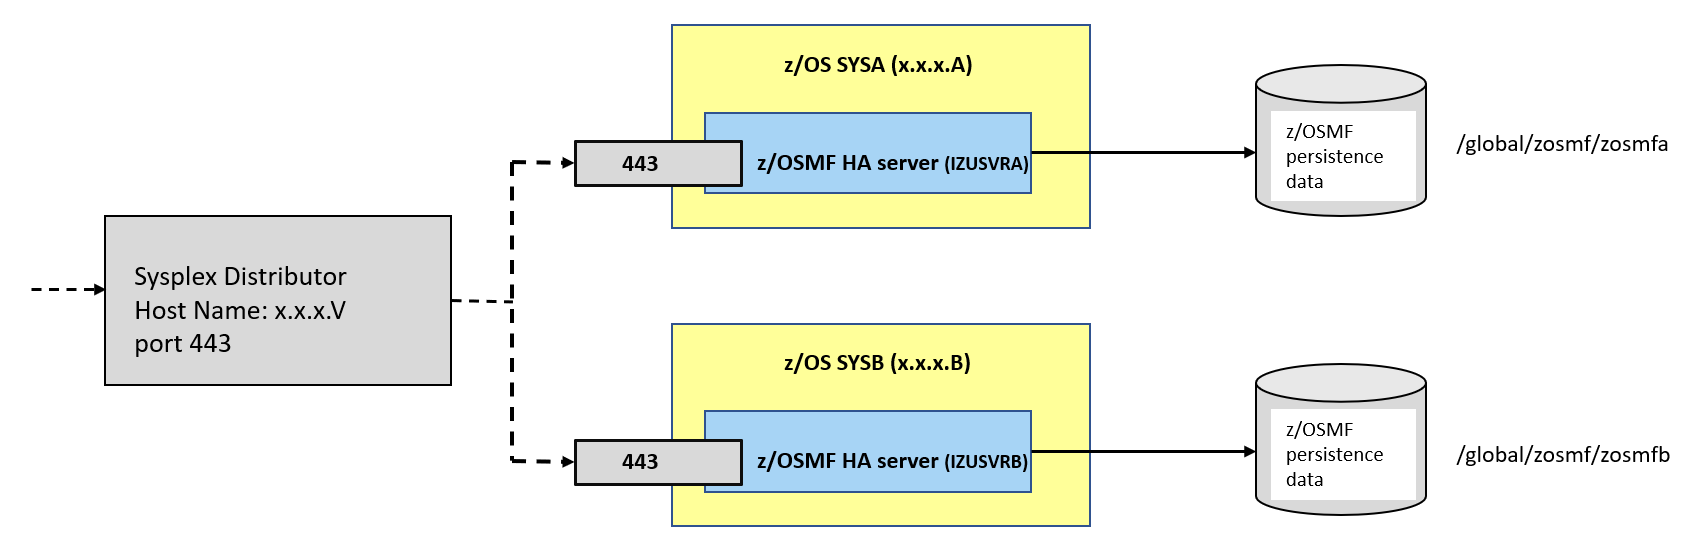 Sysplex Distributor
Host Name: x.x.x.V
port 443
z/OS SYSA (x.x.x.A)
443
z/OSMF HA server (IZUSVRA)
z/OSMF
persistence
data
/global/zosmf/zosmfa
z/OS SYSB (x.x.x.B)
443
z/OSMF HA server (IZUSVRB)
z/OSMF
persistence
data
/global/zosmf/zosmfb